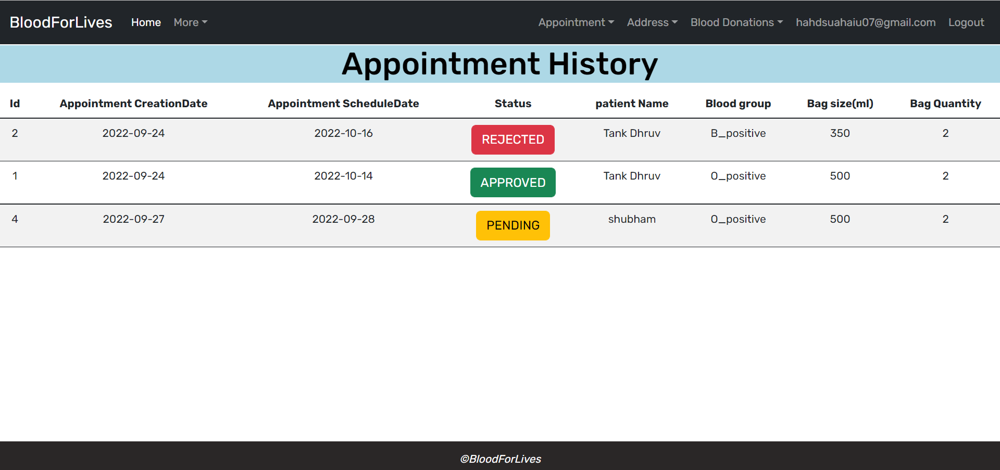 BloodForLives Home More Appointment Address Blood Donations hahdsuahaiu07@gmail.com Logout
Appointment History
Id Appointment CreationDate Appointment ScheduleDate Status patient Name Blood group Bag size(ml) Bag Quantity
2 2022-09-24 2022-10-16 REJECTED Tank Dhruv B_positive 350 2
1 2022-09-24 2022-10-14 APPROVED Tank Dhruv O_positive 500 2
4 2022-09-27 2022-09-28 PENDING shubham O_positive 500 2
©BloodForLives